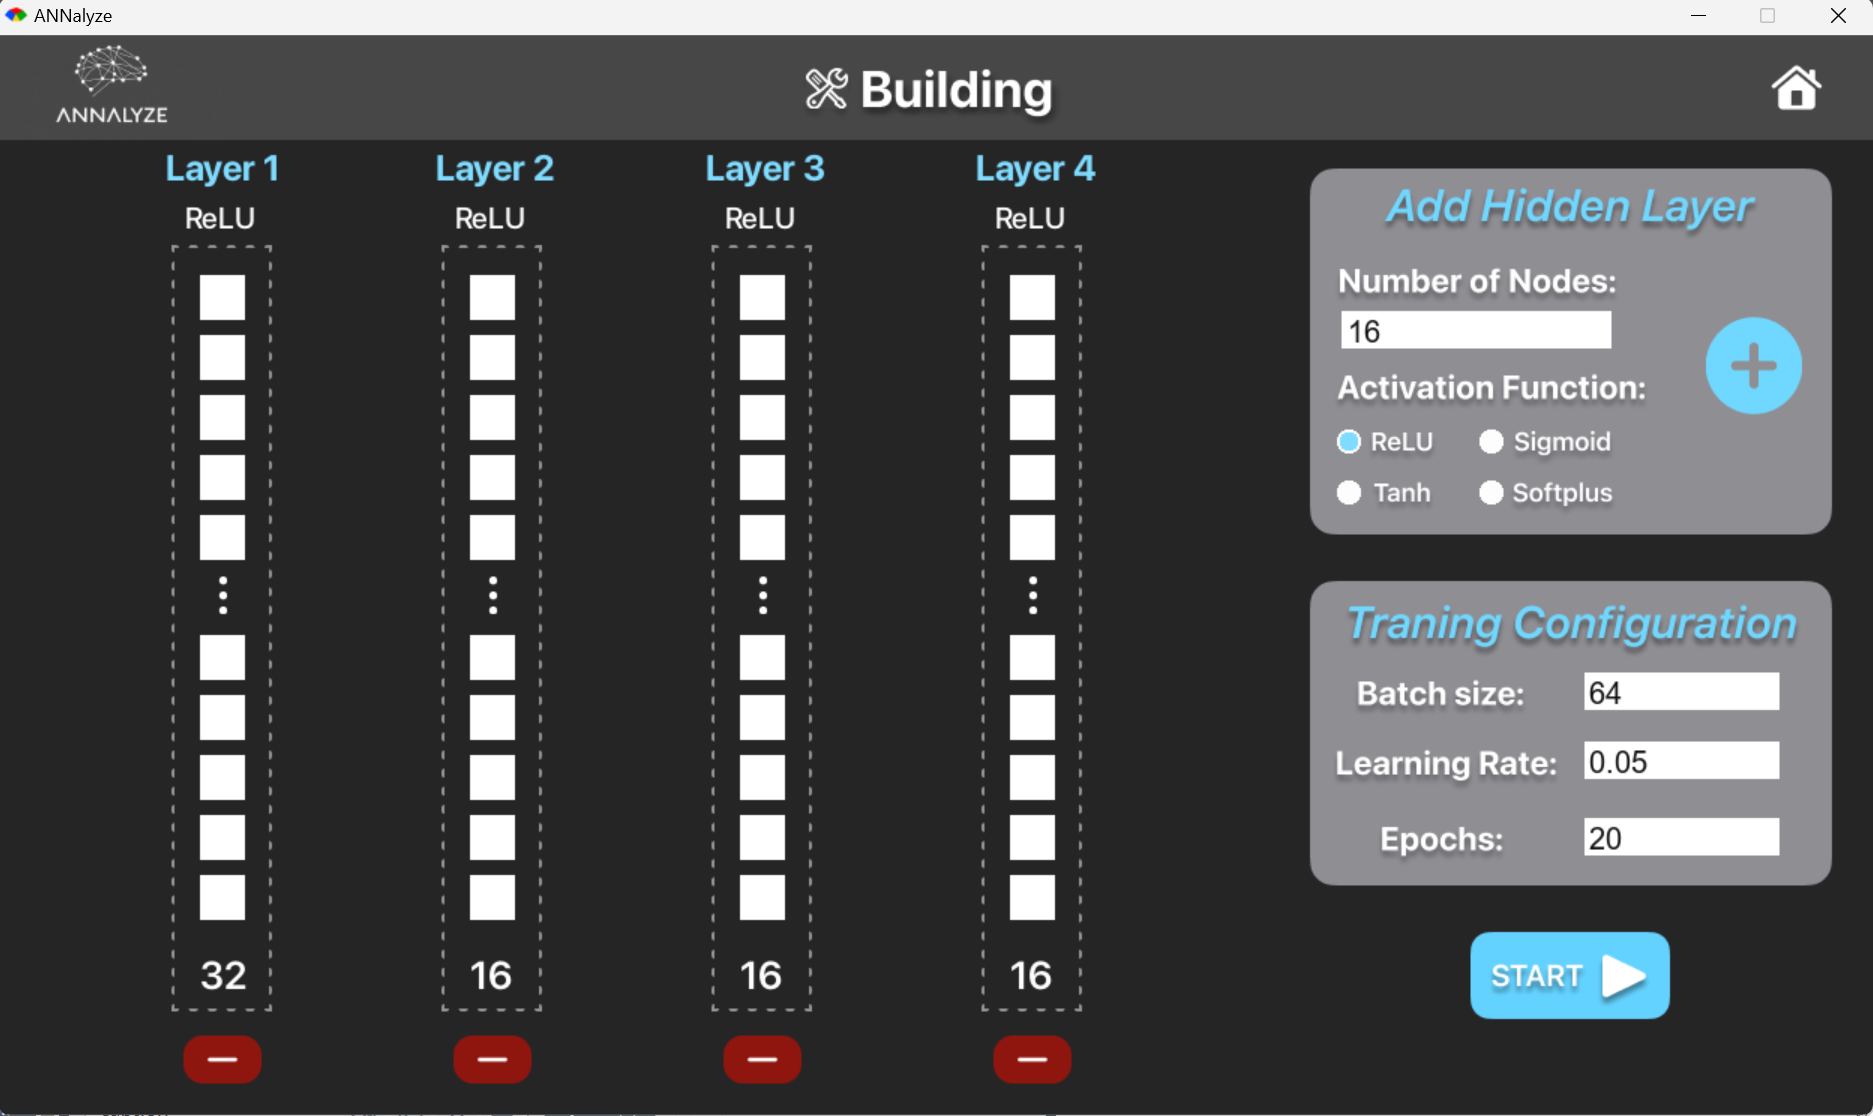 ANNalyze
ANNALYZE
Building
Layer 1
Layer 2
Layer 3
Layer 4
ReLU
ReLU
ReLU
ReLU
32
16
16
16
Add Hidden Layer
Number of Nodes:
16
Activation Function:
ReLU
Sigmoid
Tanh
Softplus
Traning Configuration
Batch size:
64
Learning Rate:
0.05
Epochs:
20
START